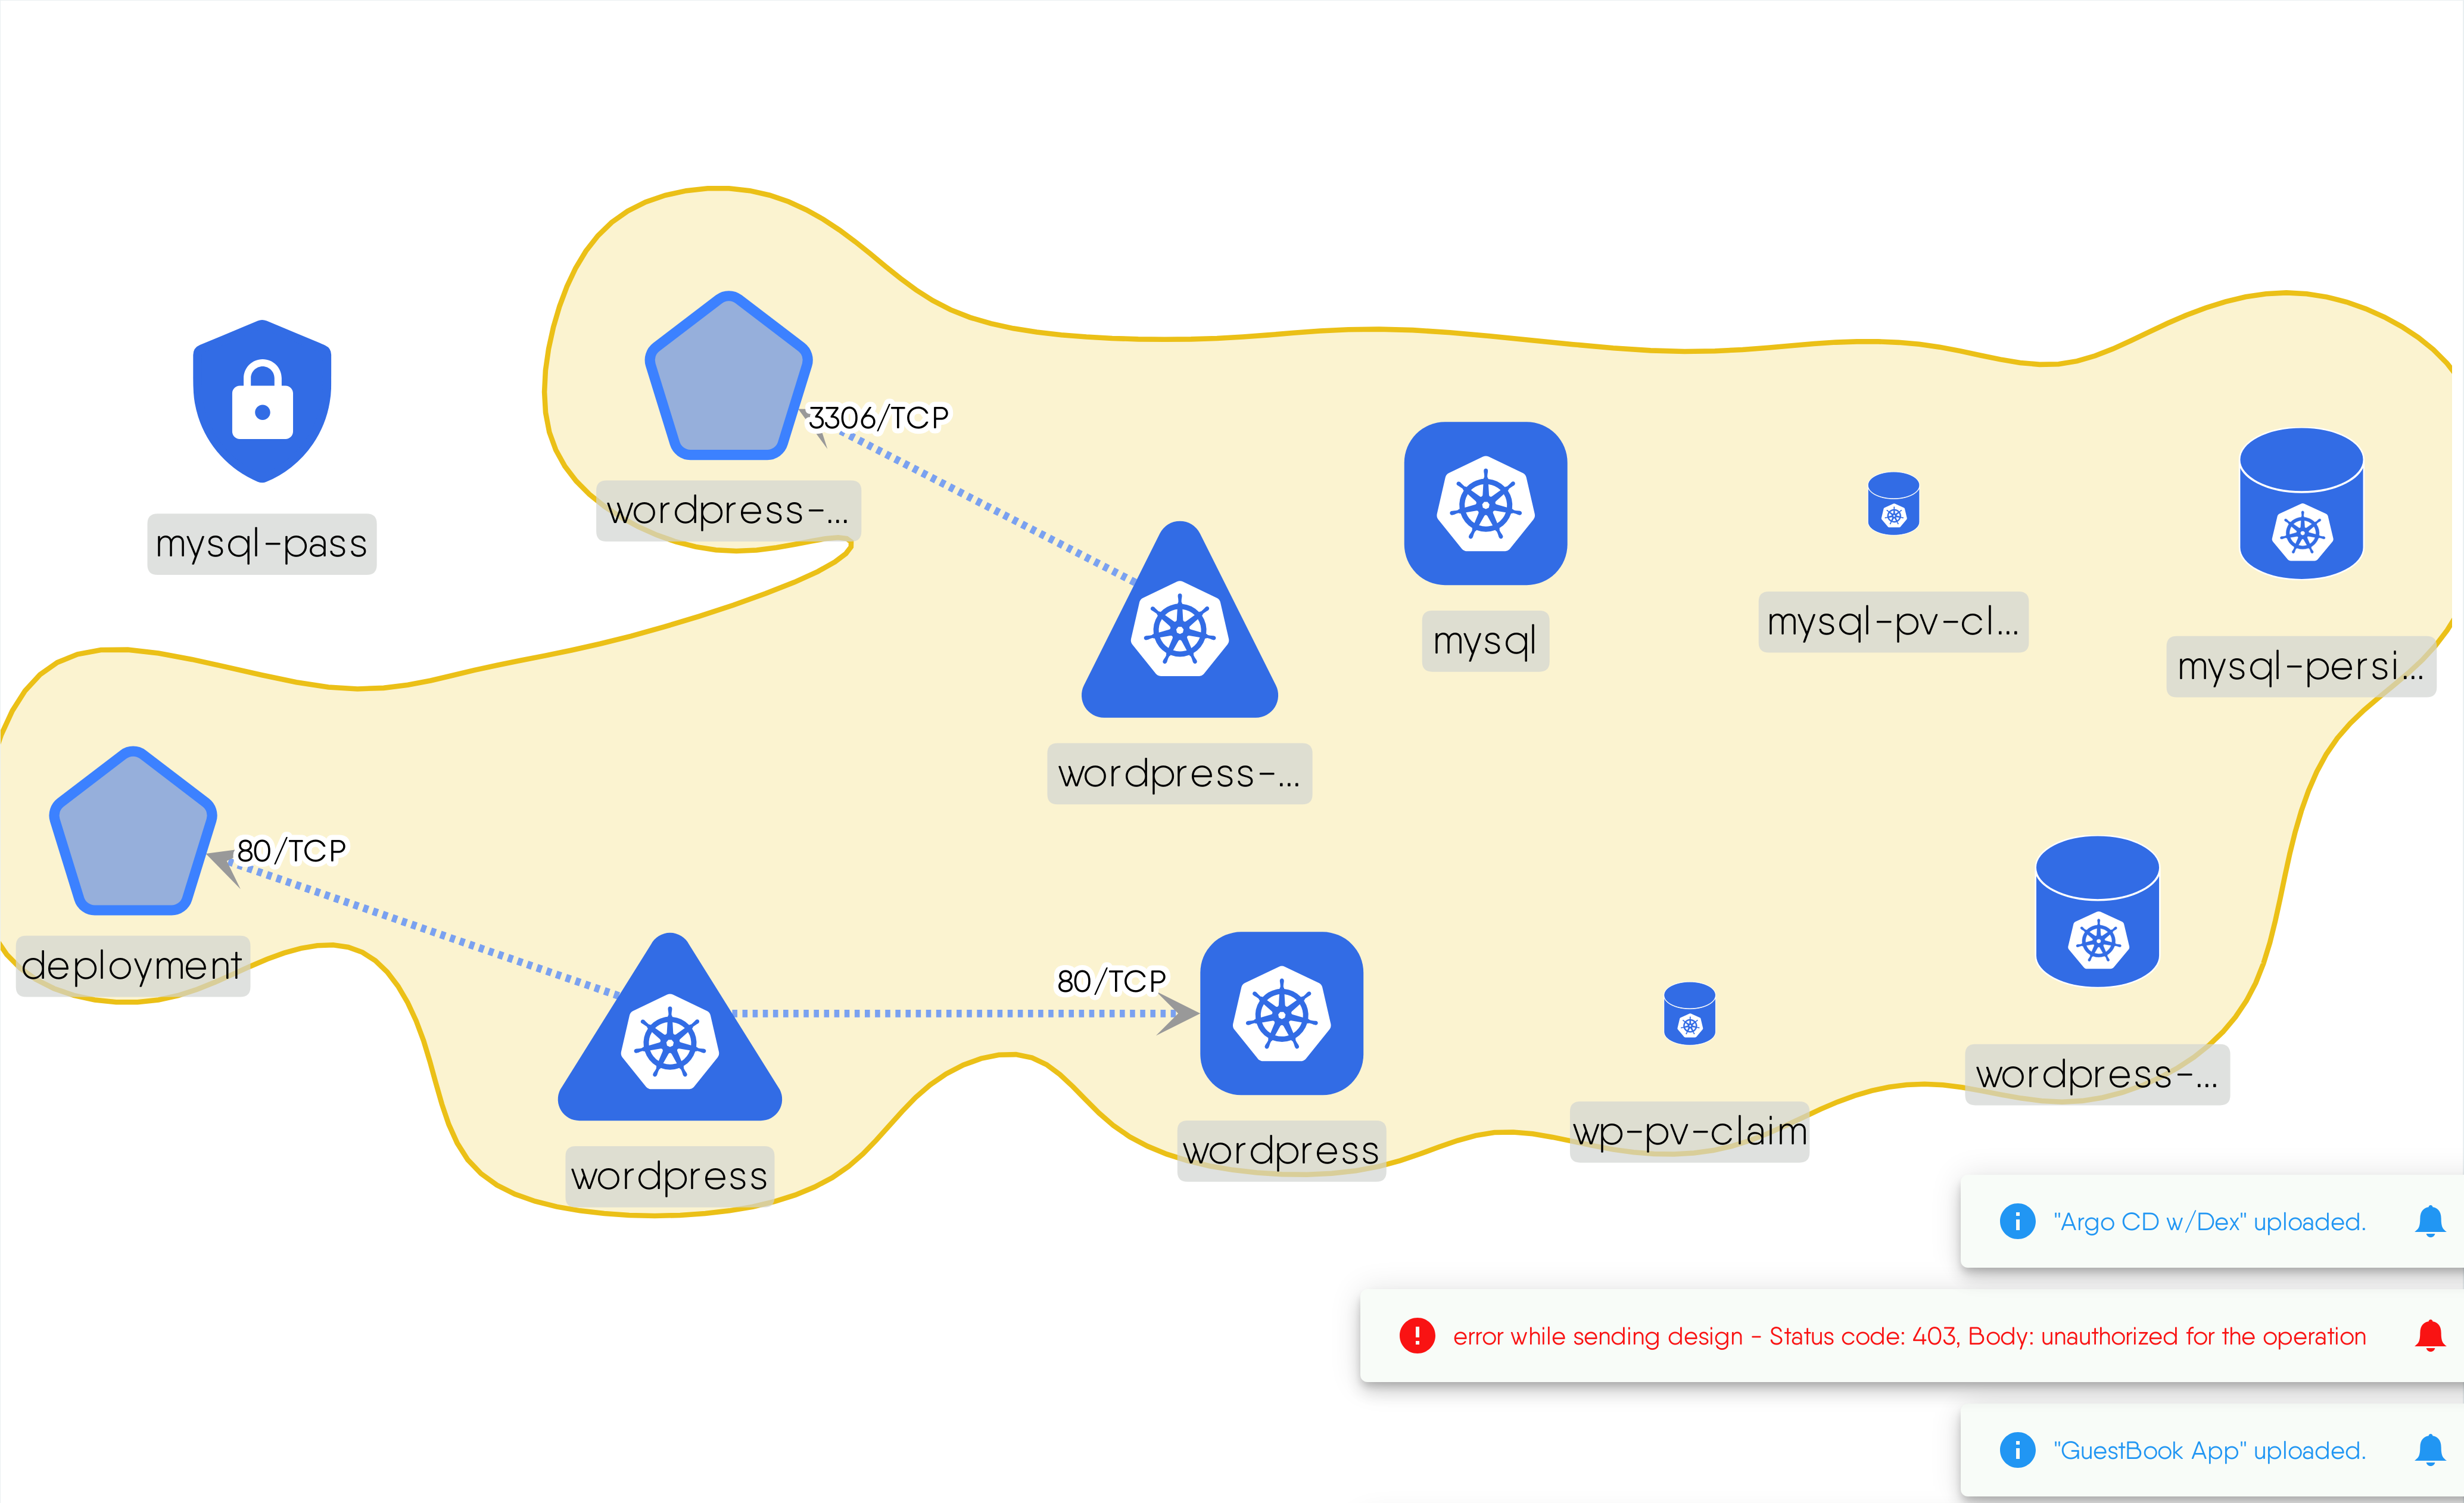 3306/TCP
wordpress-...
mysql-pass
mysql
mysql-pv-cl...
mysql-persi...
wordpress-...
80/TCP
deployment
80/TCP
wordpress
wordpress
wp-pv-claim
wordpress-...
"Argo CD w/Dex" uploaded.
error while sending design - Status code: 403, Body: unauthorized for the operation
"GuestBook App" uploaded.